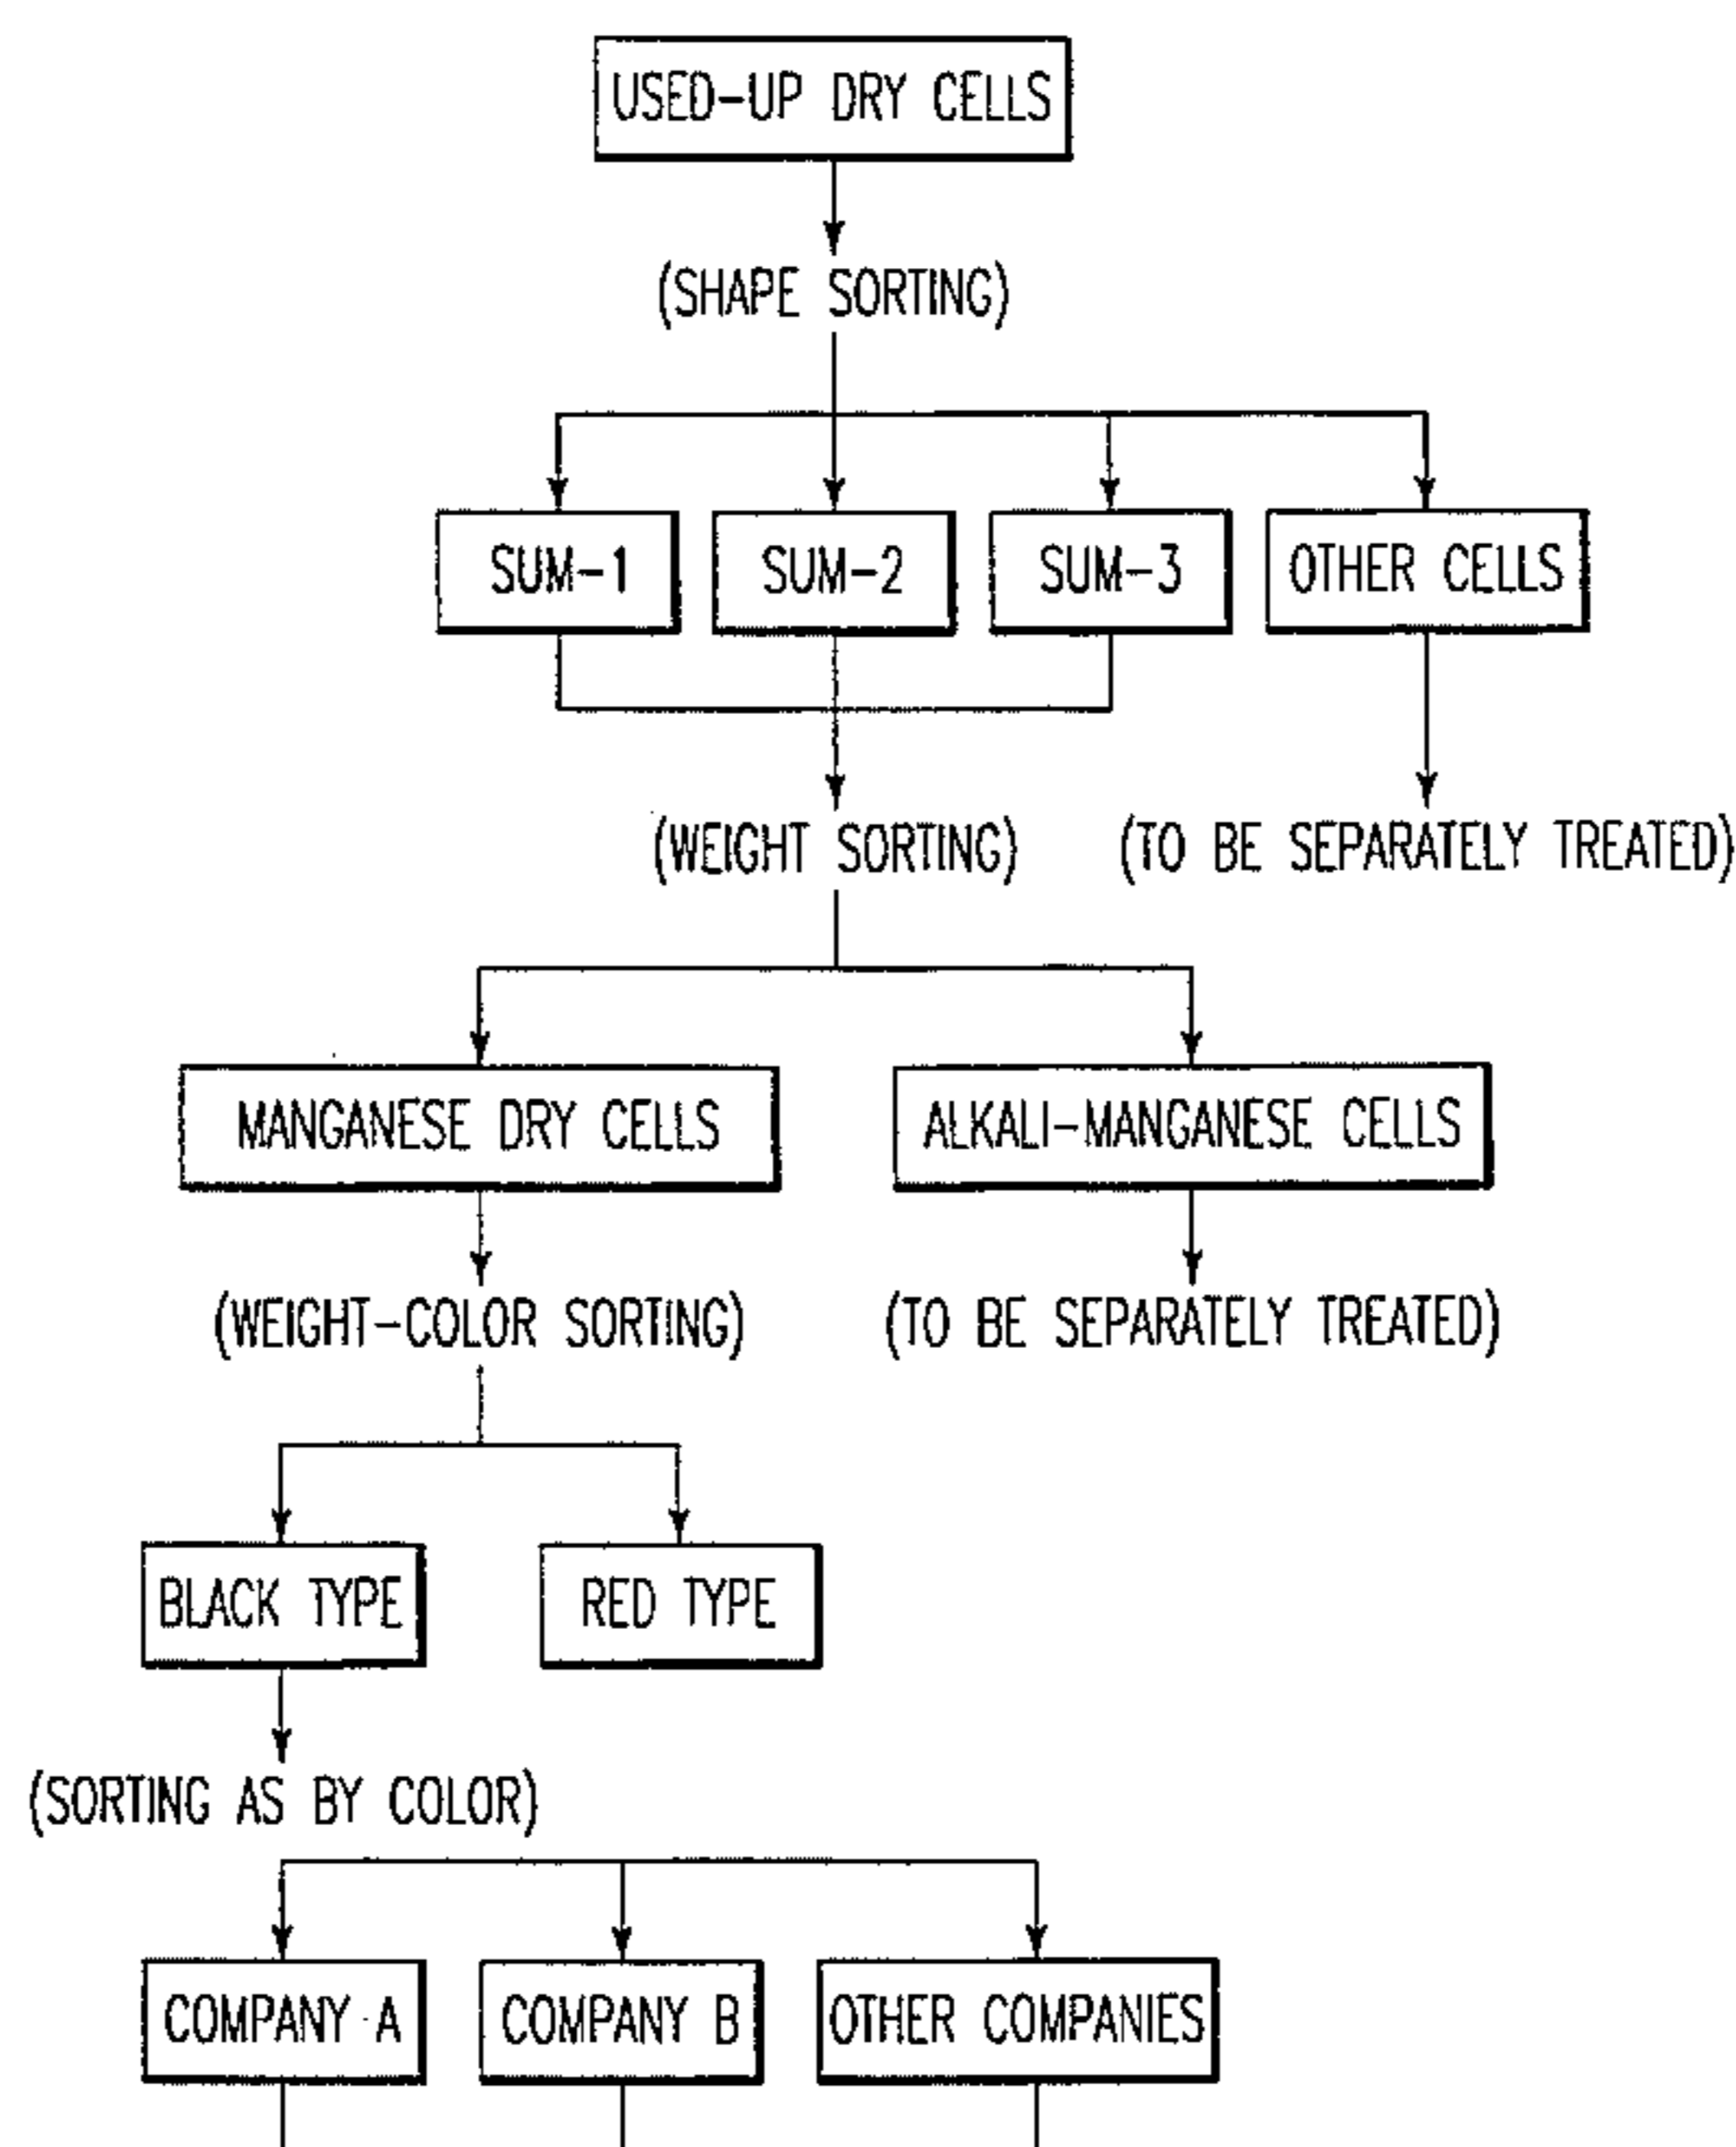 USED-UP DRY CELLS
(SHAPE SORTING)
SUM-1
SUM-2
SUM-3
OTHER CELLS
(WEIGHT SORTING)
(TO BE SEPARATELY TREATED)
MANGANESE DRY CELLS
ALKALI-MANGANESE CELLS
(WEIGHT-COLOR SORTING)
(TO BE SEPARATELY TREATED)
BLACK TYPE
RED TYPE
(SORTING AS BY COLOR)
COMPANY A
COMPANY B
OTHER COMPANIES